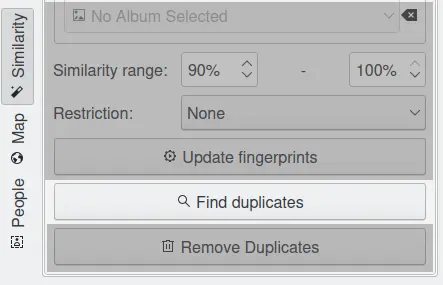 No Album Selected
Similarity
Similarity range: 90% - 100%
Restriction: None
Map
Update fingerprints
People
Find duplicates
Remove Duplicates